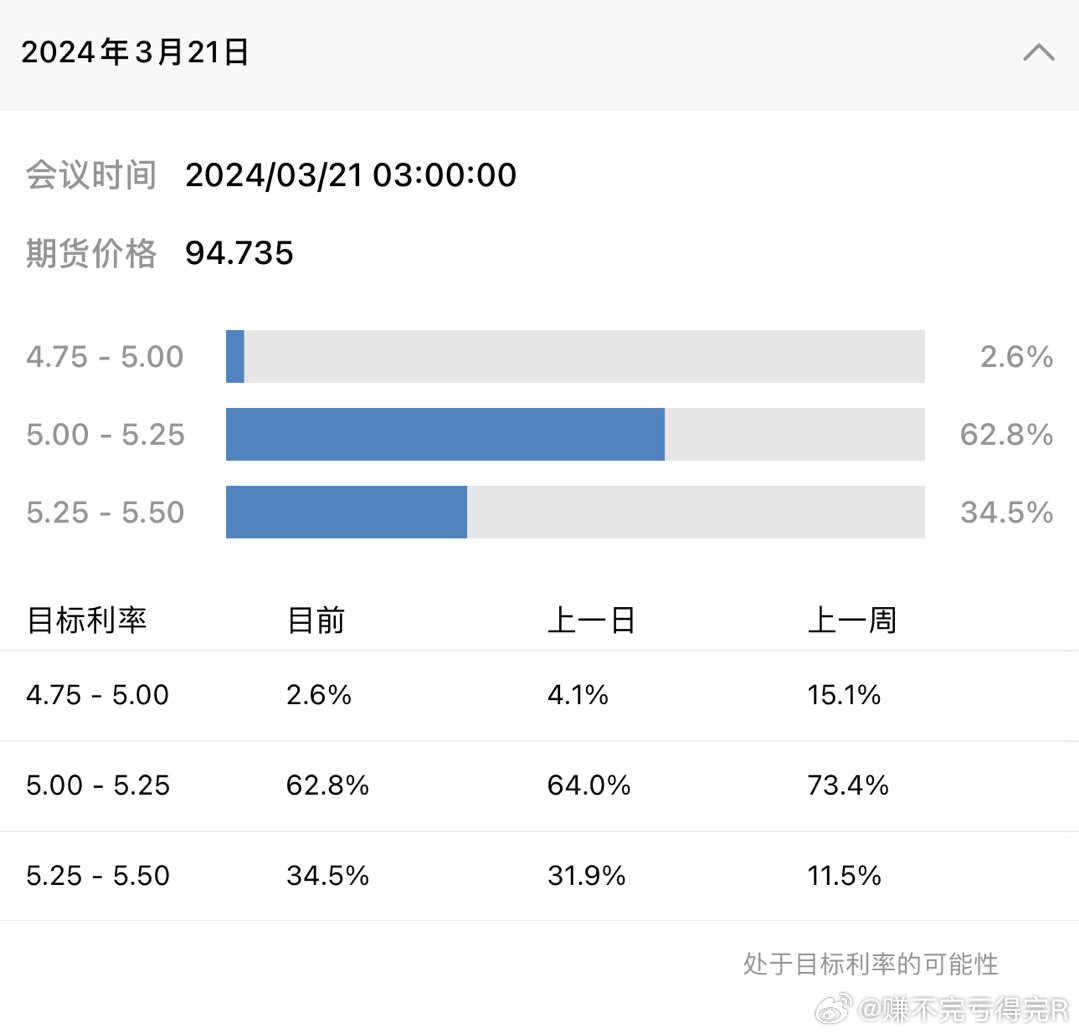 2024年3月21日
会议时间 2024/03/21 03:00:00
期货价格 94.735
4.75 - 5.00 2.6%
5.00 - 5.25 62.8%
5.25 - 5.50 34.5%
目标利率 目前 上一日 上一周
4.75 - 5.00 2.6% 4.1% 15.1%
5.00 - 5.25 62.8% 64.0% 73.4%
5.25 - 5.50 34.5% 31.9% 11.5%
处于目标利率的可能性
@赚不完亏得完R